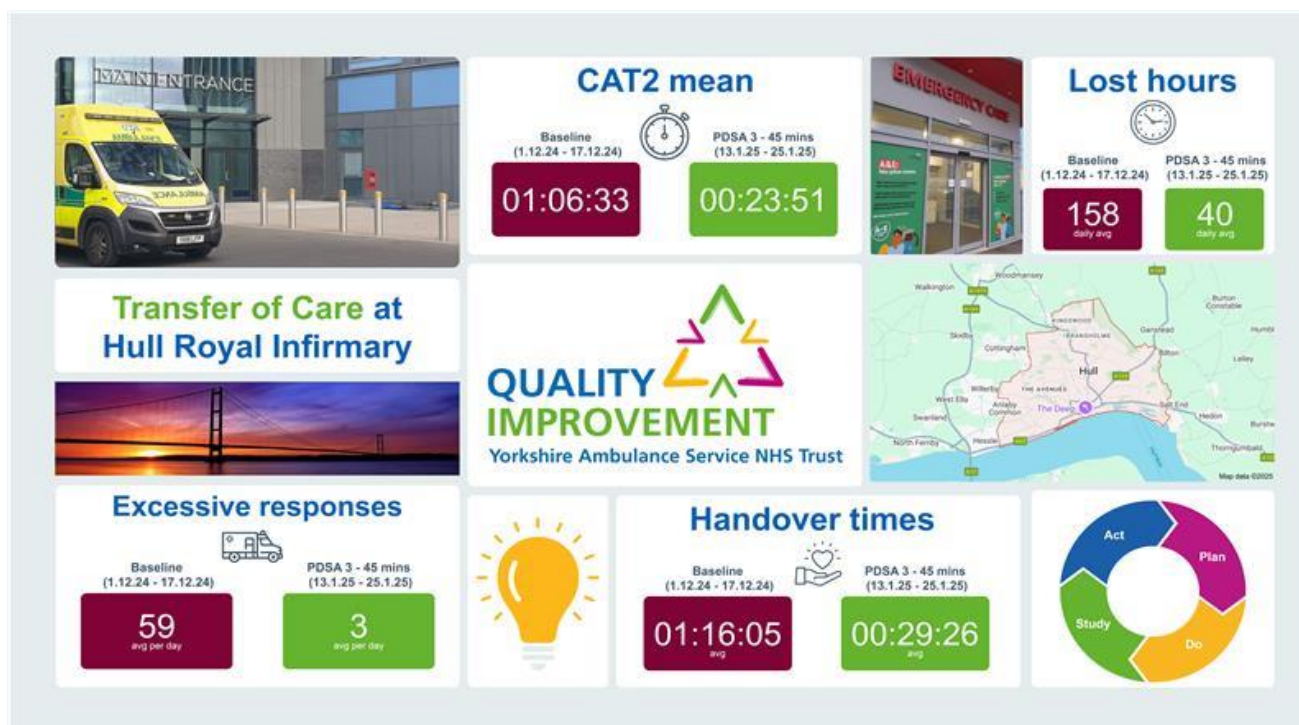 MAIN ENTRANCE
AMBULANCE
CAT2 mean
Baseline
(1.12.24 - 17.12.24)
01:06:33
PDSA 3 - 45 mins
(13.1.25 - 25.1.25)
00:23:51
EMERGENCY CARE
A&E:
Lost hours
Baseline
(1.12.24 - 17.12.24)
158
daily avg
PDSA 3 - 45 mins
(13.1.25 - 25.1.25)
40
daily avg
Transfer of Care at
Hull Royal Infirmary
QUALITY
IMPROVEMENT
Yorkshire Ambulance Service NHS Trust
Woodmansey
Walkington
Burton
Constable
Skidby
KINGSWOOD
BRANSHOLME
Ganstead
Humb
Cottingham
Bilton
Lelley
Hull
Willerby
THE AVENUES
West Ella
Anlaby
Common
The Deep
Salt End
Hedon
Swanland
North Ferriby
Hessle
Burstw
Thorngumbald
Map data ©2025
Excessive responses
Baseline
(1.12.24 - 17.12.24)
59
avg per day
PDSA 3 - 45 mins
(13.1.25 - 25.1.25)
3
avg per day
Handover times
Baseline
(1.12.24 - 17.12.24)
01:16:05
avg
PDSA 3 - 45 mins
(13.1.25 - 25.1.25)
00:29:26
avg
Act
Plan
Study
Do